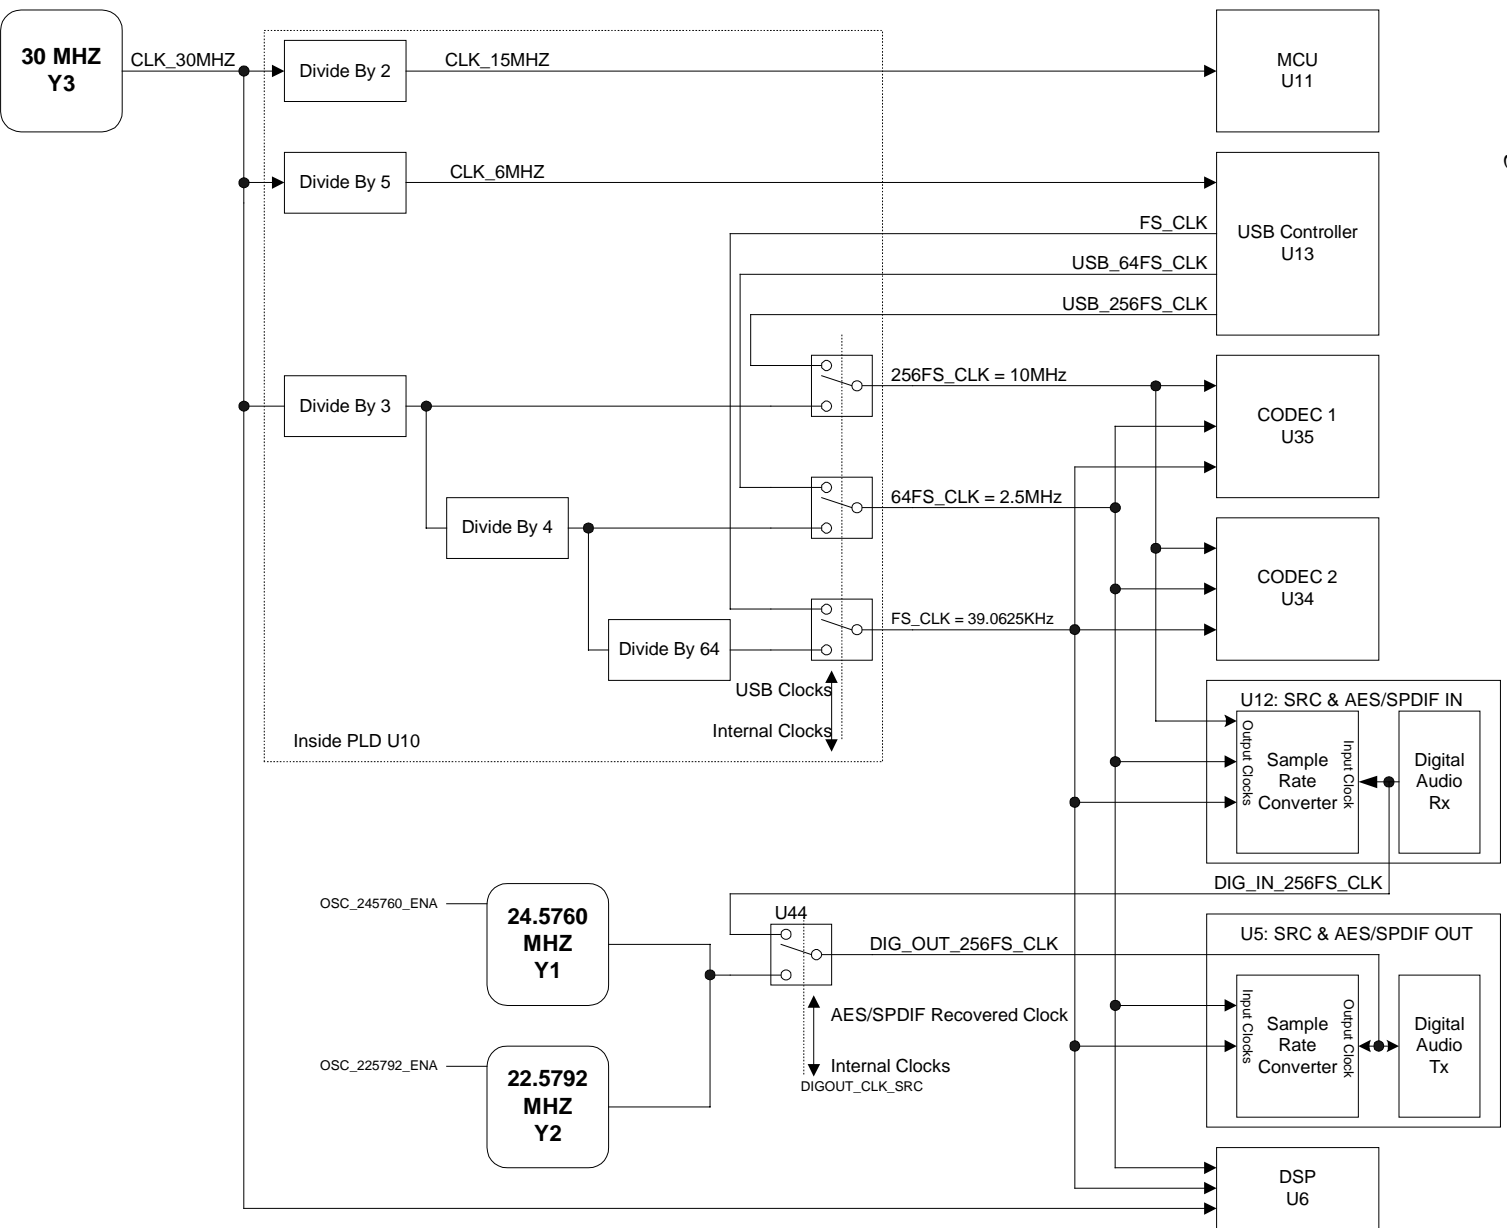 30 MHZ
Y3
CLK_30MHZ
Divide By 2
CLK_15MHZ
MCU
U11
Divide By 5
CLK_6MHZ
FS_CLK
USB_64FS_CLK
USB_256FS_CLK
USB Controller
U13
Divide By 3
256FS_CLK = 10MHz
CODEC 1
U35
Divide By 4
64FS_CLK = 2.5MHz
CODEC 2
U34
Divide By 64
FS_CLK = 39.0625KHz
USB Clocks
Internal Clocks
Inside PLD U10
U12: SRC & AES/SPDIF IN
Output Clocks
Sample
Rate
Converter
Input Clock
Digital
Audio
Rx
DIG_IN_256FS_CLK
OSC_245760_ENA
24.5760
MHZ
Y1
U44
DIG_OUT_256FS_CLK
U5: SRC & AES/SPDIF OUT
Input Clocks
Sample
Rate
Converter
Output Clock
Digital
Audio
Tx
AES/SPDIF Recovered Clock
Internal Clocks
DIGOUT_CLK_SRC
OSC_225792_ENA
22.5792
MHZ
Y2
DSP
U6